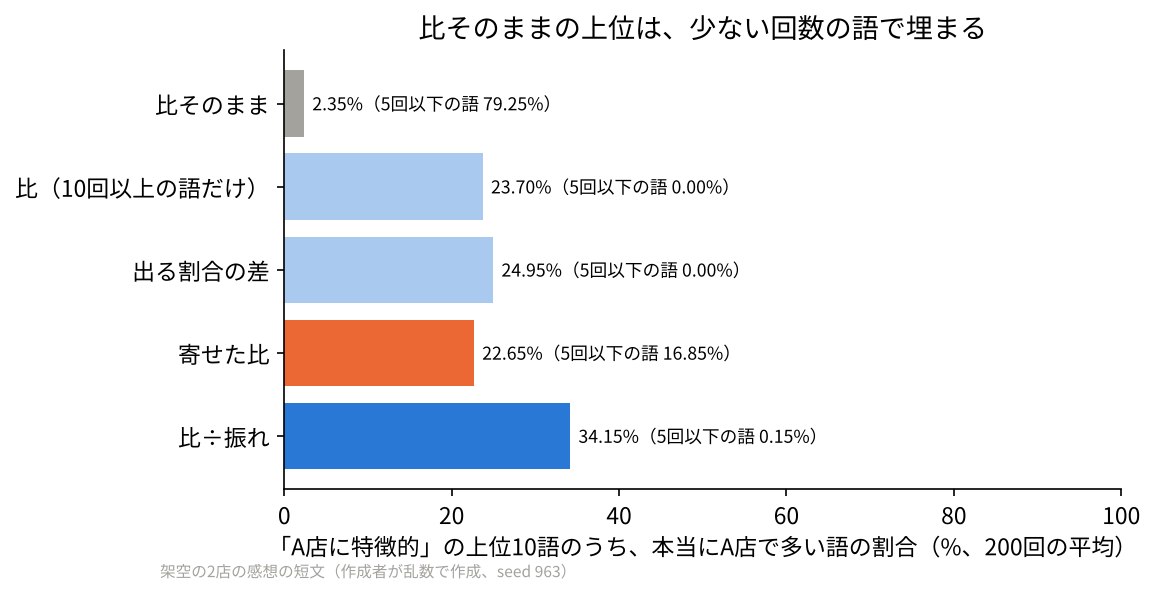 比そのままの上位は、少ない回数の語で埋まる
比そのまま
2.35%（5回以下の語 79.25%）
比（10回以上の語だけ）
23.70%（5回以下の語 0.00%）
出る割合の差
24.95%（5回以下の語 0.00%）
寄せた比
22.65%（5回以下の語 16.85%）
比÷振れ
34.15%（5回以下の語 0.15%）
0 20 40 60 80 100
「A店に特徴的」の上位10語のうち、本当にA店で多い語の割合（%、200回の平均）
架空の2店の感想の短文（作成者が乱数で作成、seed 963）